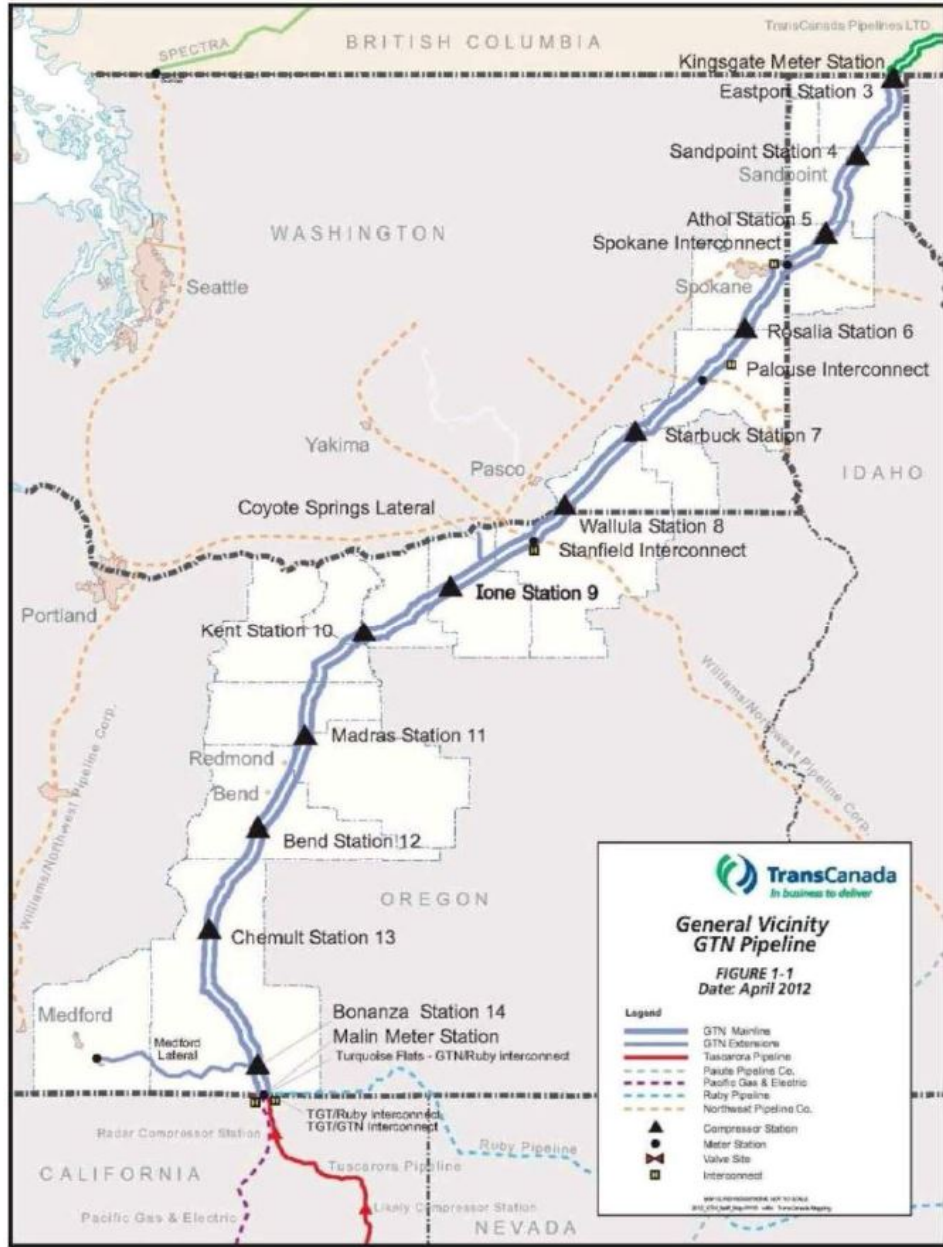 TransCanada Pipelines LTD.
SPECTRA
BRITISH COLUMBIA
Kingsgate Meter Station
Eastport Station 3
Sandpoint Station 4
Sandpoint
Athol Station 5
WASHINGTON
Spokane Interconnect
Spokane
Seattle
Rosalia Station 6
Palouse Interconnect
Starbuck Station 7
Yakima
Pasco
IDAHO
Coyote Springs Lateral
Wallula Station 8
Stanfield Interconnect
Ione Station 9
Portland
Kent Station 10
Williams/Northwest Pipeline Corp.
Williams/Northwest Pipeline Corp.
Madras Station 11
Redmond
Bend
Bend Station 12
OREGON
Chemult Station 13
Bonanza Station 14
Malin Meter Station
Turquoise Flats - GTN/Ruby interconnect
Medford
Medford
Lateral
TGT/Ruby Interconnect
TGT/GTN Interconnect
Radar Compressor Station
Ruby Pipeline
CALIFORNIA
Tuscarora Pipeline
Likely Compressor Station
Pacific Gas & Electric
NEVADA
TransCanada
In business to deliver
General Vicinity
GTN Pipeline
FIGURE 1-1
Date: April 2012
Legend
GTN Mainline
GTN Extensions
Tuscarora Pipeline
Paiute Pipeline Co.
Pacific Gas & Electric
Ruby Pipeline
Northwest Pipeline Co.
Compressor Station
Meter Station
Valve Site
Interconnect